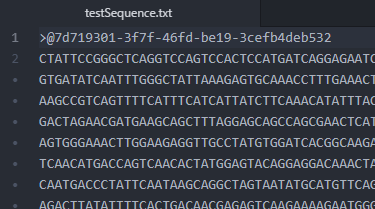 testSequence.txt
1 >@7d719301-3f7f-46fd-be19-3cefb4deb532
2 CTATTCCGGGCTCAGGTCCAGTCCACTCCATGATCAGGAGAATC
• GTGATATCAATTTGGGCTATTAAAGAGTGCAAACCTTTGAAACT
• AAGCCGTCAGTTTTCATTTCATCATTATCTTCAAACATATTTAC
• GACTAGAACGATGAAGCAGCTTTAGGAGCAGCCAGCGAACTCAT
• AGTGGGAAACTTGGAAGAGGTTGCCTATGTGGATCACGGCAAGA
• TCAACATGACCAGTCAACACTATGGAGTACAGGAGGACAAACTA
• CAATGACCCTATTCAATAAGCAGGCTAGTAATATGCATGTTCAG
• AGACTTATATTTTCACTGACAACGAGAGTCAAGAAAAGAATGGG